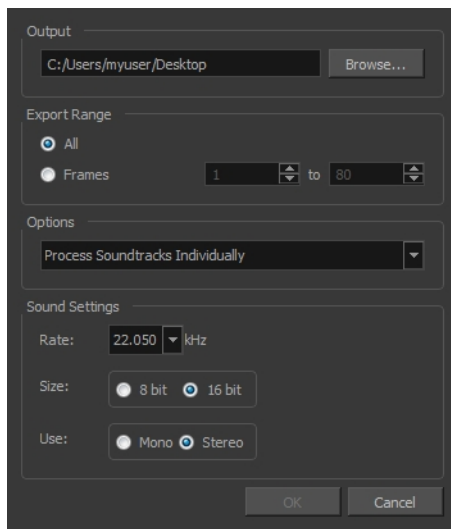 Output
C:/Users/myuser/Desktop
Browse...
Export Range
All
Frames 1 to 80
Options
Process Soundtracks Individually
Sound Settings
Rate: 22.050 kHz
Size: 8 bit 16 bit
Use: Mono Stereo
OK Cancel